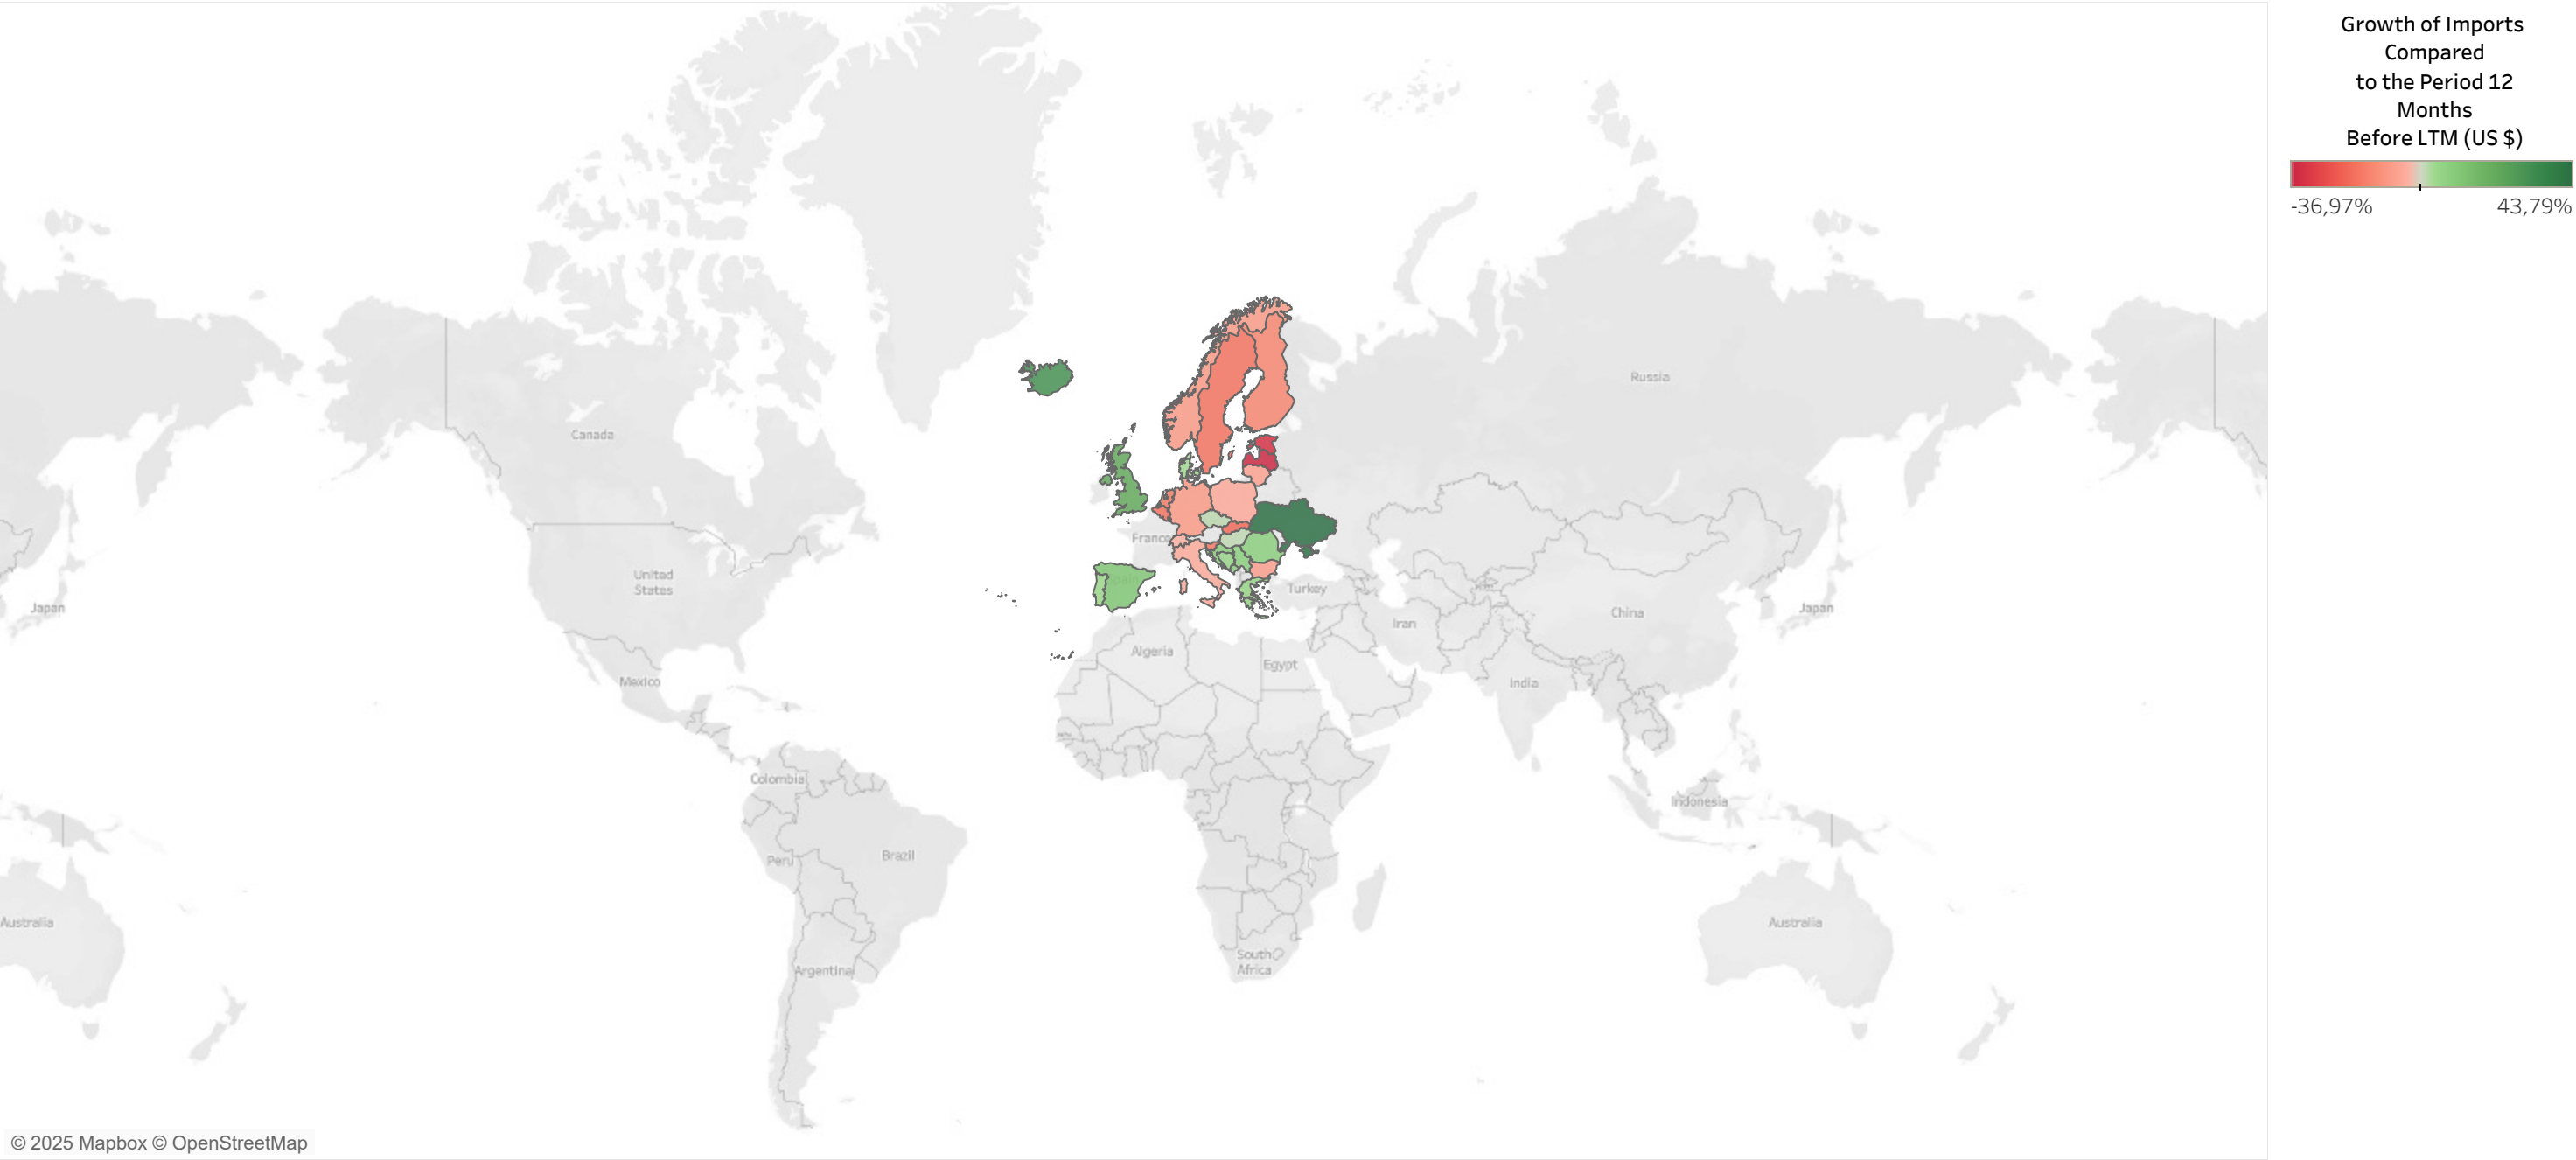 Growth of Imports
Compared
to the Period 12
Months
Before LTM (US $)
-36,97% 43,79%
Russia
Canada
France
United
States
Turkey
Japan
Japan
China
Iran
Algeria
Egypt
Mexico
India
Colombia
Indonesia
Brazil
Peru
Australia
Australia
South
Africa
Argentina
© 2025 Mapbox © OpenStreetMap